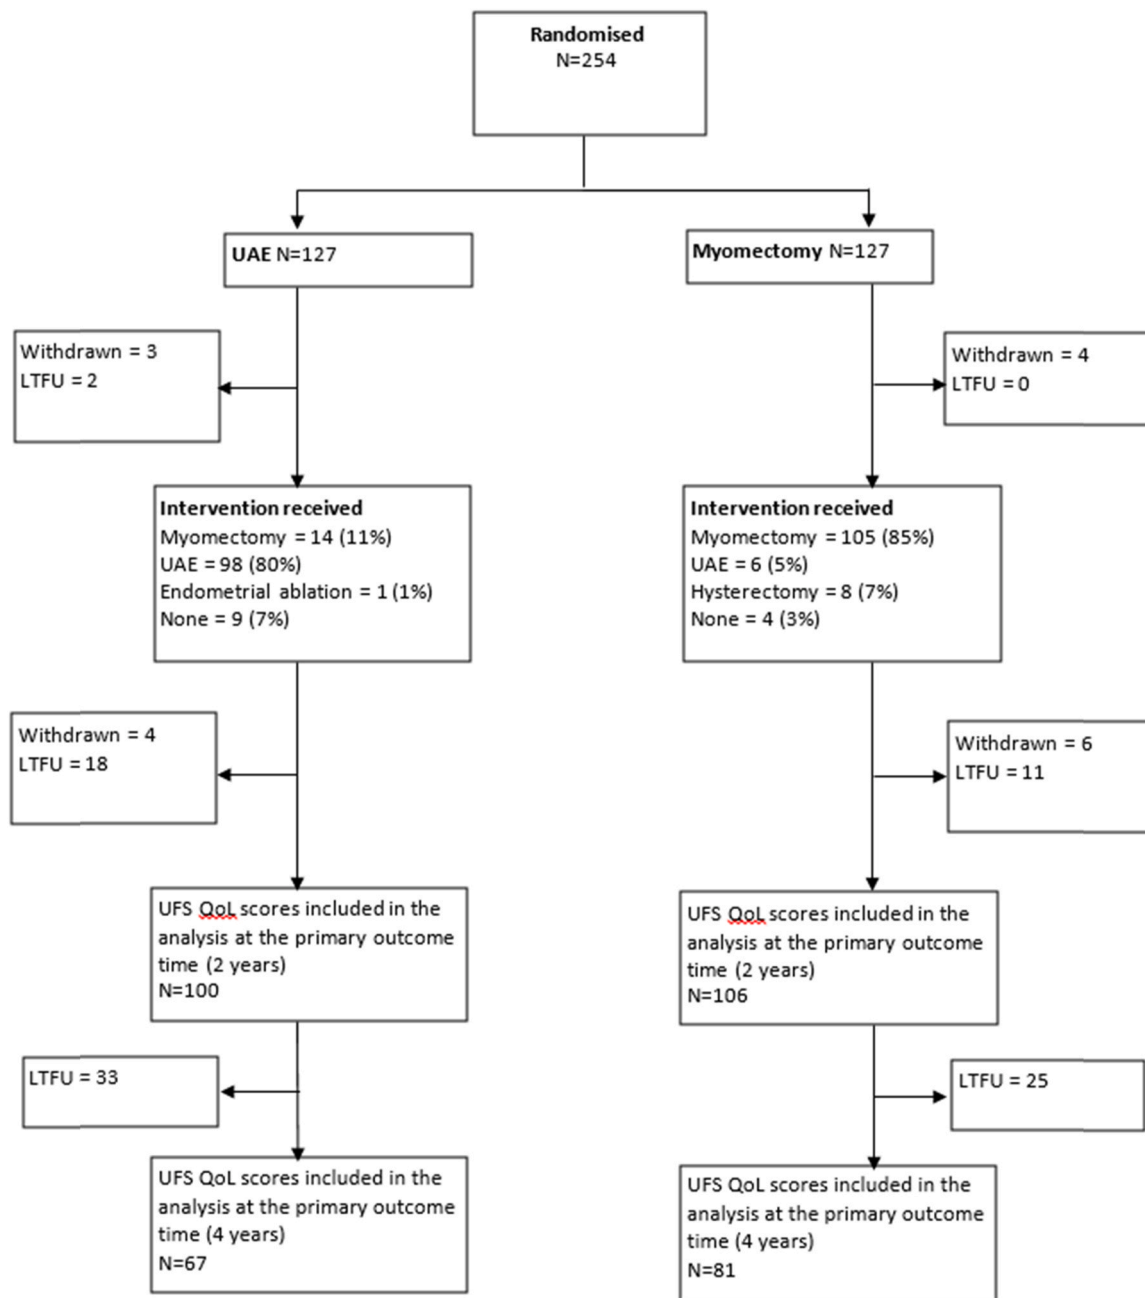 Randomised
N=254
UAE N=127
Myomectomy N=127
Withdrawn = 3
LTFU = 2
Withdrawn = 4
LTFU = 0
Intervention received
Myomectomy = 14 (11%)
UAE = 98 (80%)
Endometrial ablation = 1 (1%)
None = 9 (7%)
Intervention received
Myomectomy = 105 (85%)
UAE = 6 (5%)
Hysterectomy = 8 (7%)
None = 4 (3%)
Withdrawn = 4
LTFU = 18
Withdrawn = 6
LTFU = 11
UFS QoL scores included in the
analysis at the primary outcome
time (2 years)
N=100
UFS QoL scores included in the
analysis at the primary outcome
time (2 years)
N=106
LTFU = 33
LTFU = 25
UFS QoL scores included in the
analysis at the primary outcome
time (4 years)
N=67
UFS QoL scores included in the
analysis at the primary outcome
time (4 years)
N=81